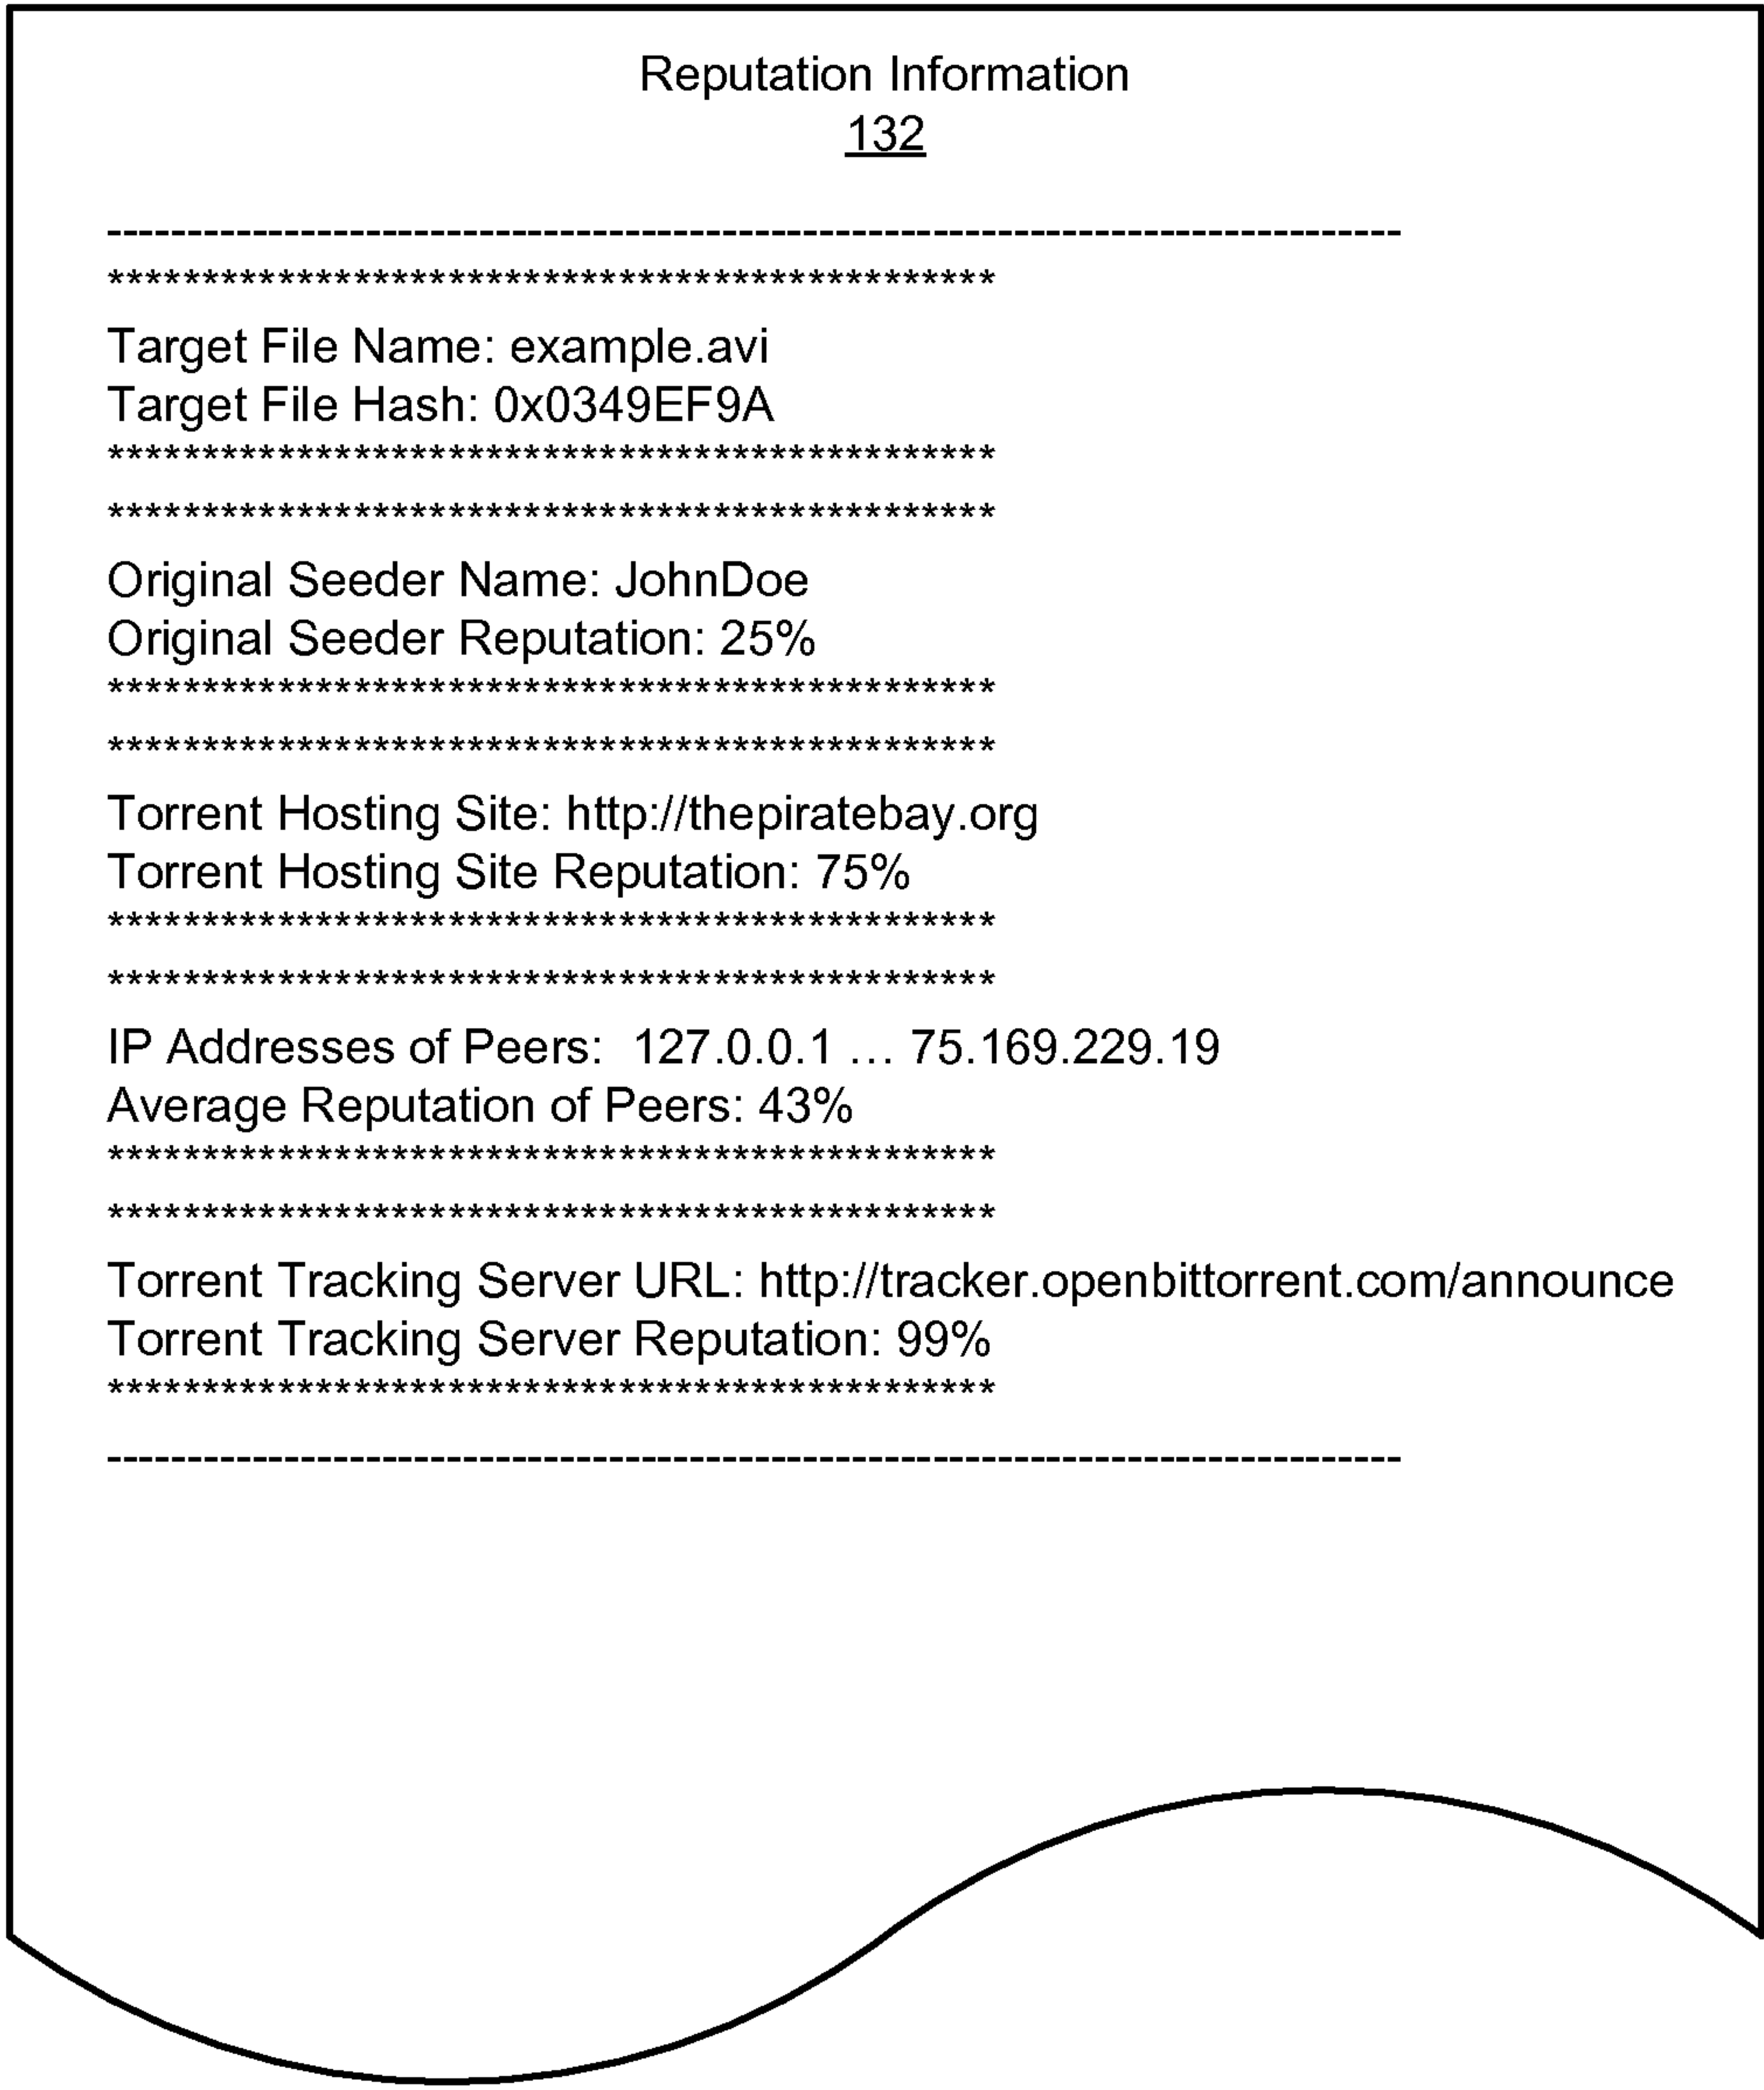 Reputation Information
132
--------------------------------------------------------------------------------
***********************************************
Target File Name: example.avi
Target File Hash: 0x0349EF9A
***********************************************
***********************************************
Original Seeder Name: JohnDoe
Original Seeder Reputation: 25%
***********************************************
***********************************************
Torrent Hosting Site: http://thepiratebay.org
Torrent Hosting Site Reputation: 75%
***********************************************
***********************************************
IP Addresses of Peers:  127.0.0.1 … 75.169.229.19
Average Reputation of Peers: 43%
***********************************************
***********************************************
Torrent Tracking Server URL: http://tracker.openbittorrent.com/announce
Torrent Tracking Server Reputation: 99%
***********************************************
--------------------------------------------------------------------------------